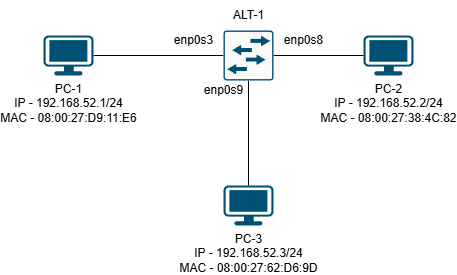 ALT-1
enp0s3
enp0s8
enp0s9
PC-1
IP - 192.168.52.1/24
MAC - 08:00:27:D9:11:E6
PC-2
IP - 192.168.52.2/24
MAC - 08:00:27:38:4C:82
PC-3
IP - 192.168.52.3/24
MAC - 08:00:27:62:D6:9D